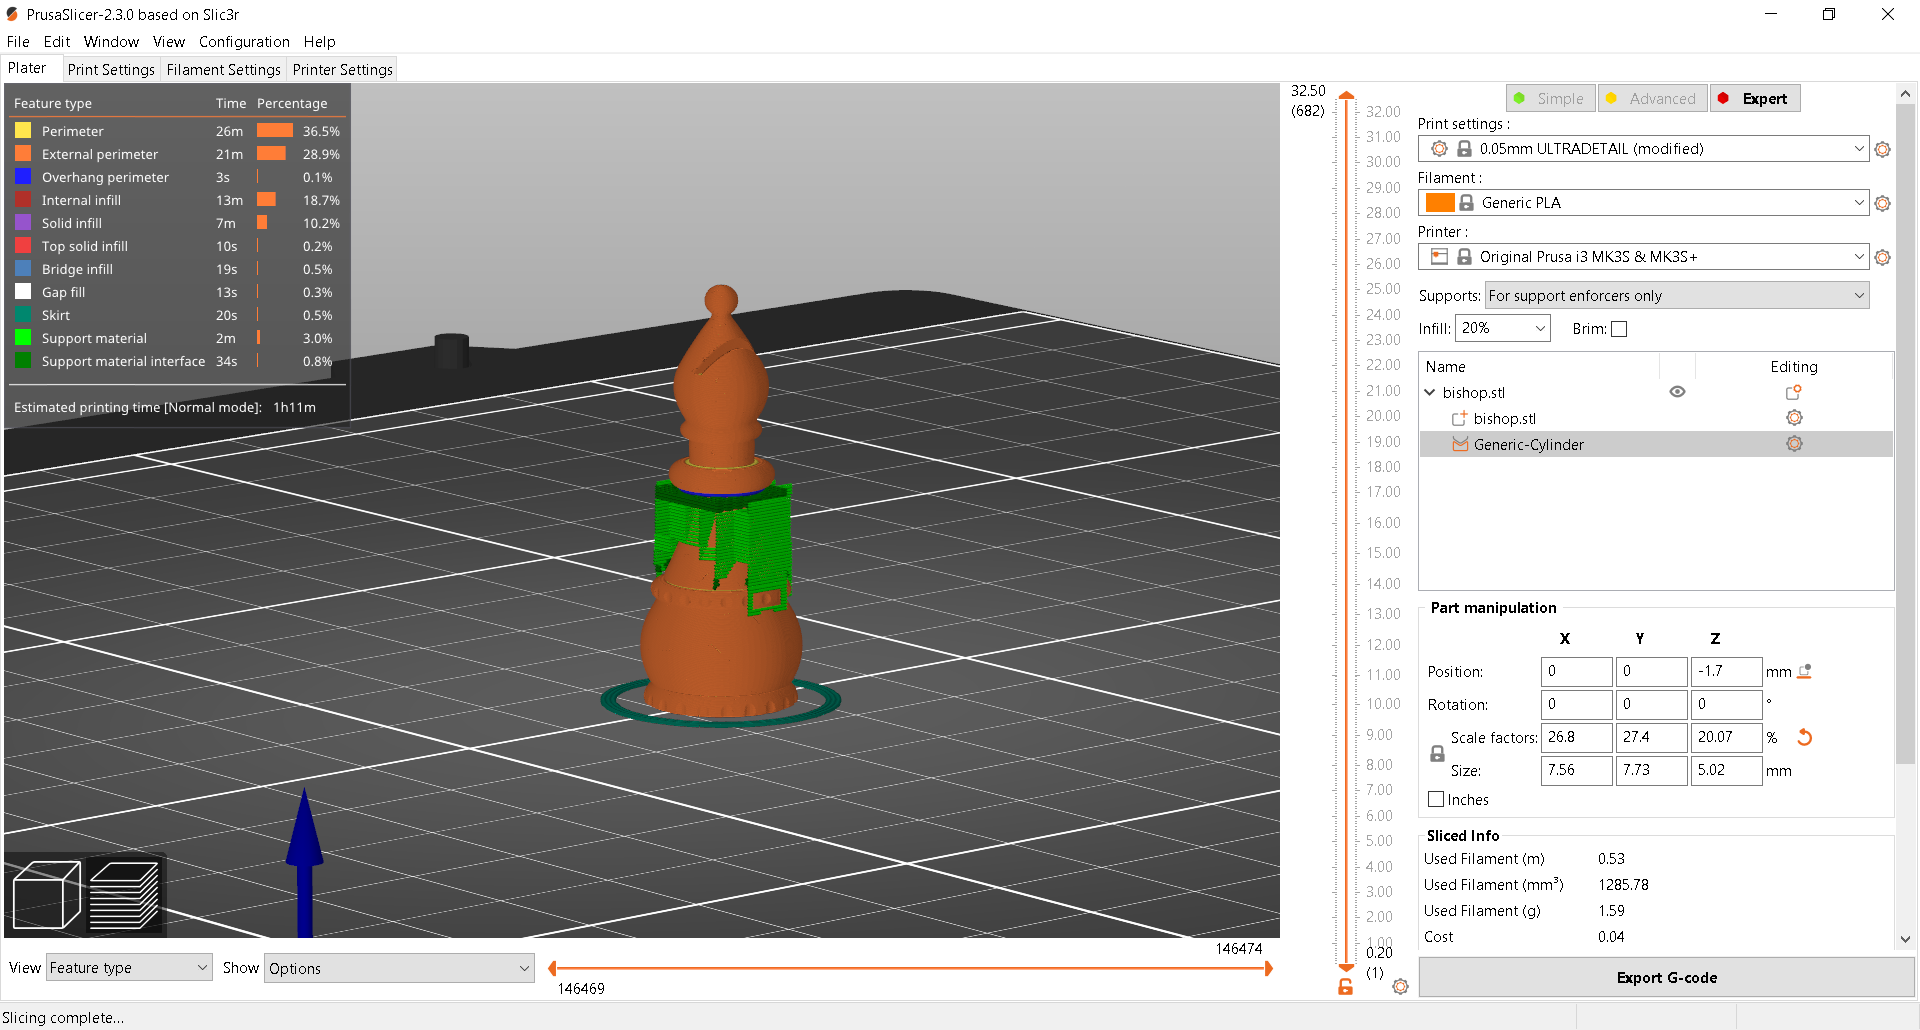 PrusaSlicer-2.3.0 based on Slic3r
File Edit Window View Configuration Help
Plater Print Settings Filament Settings Printer Settings
Feature type Time Percentage
Perimeter 26m 36.5%
External perimeter 21m 28.9%
Overhang perimeter 3s 0.1%
Internal infill 13m 18.7%
Solid infill 7m 10.2%
Top solid infill 10s 0.2%
Bridge infill 19s 0.5%
Gap fill 13s 0.3%
Skirt 20s 0.5%
Support material 2m 3.0%
Support material interface 34s 0.8%
Estimated printing time [Normal mode]: 1h11m
32.50
(682)
32.00
31.00
30.00
29.00
28.00
27.00
26.00
25.00
24.00
23.00
22.00
21.00
20.00
19.00
18.00
17.00
16.00
15.00
14.00
13.00
12.00
11.00
10.00
9.00
8.00
7.00
6.00
5.00
4.00
3.00
2.00
1.00
0.20
(1)
Simple Advanced Expert
Print settings :
0.05mm ULTRADETAIL (modified)
Filament :
Generic PLA
Printer :
Original Prusa i3 MK3S & MK3S+
Supports: For support enforcers only
Infill: 20% Brim:
Name Editing
bishop.stl
bishop.stl
Generic-Cylinder
Part manipulation
X Y Z
Position: 0 0 -1.7 mm
Rotation: 0 0 0 °
Scale factors: 26.8 27.4 20.07 %
Size: 7.56 7.73 5.02 mm
Inches
Sliced Info
Used Filament (m) 0.53
Used Filament (mm³) 1285.78
Used Filament (g) 1.59
Cost 0.04
Export G-code
View Feature type Show Options
146474
146469
Slicing complete...